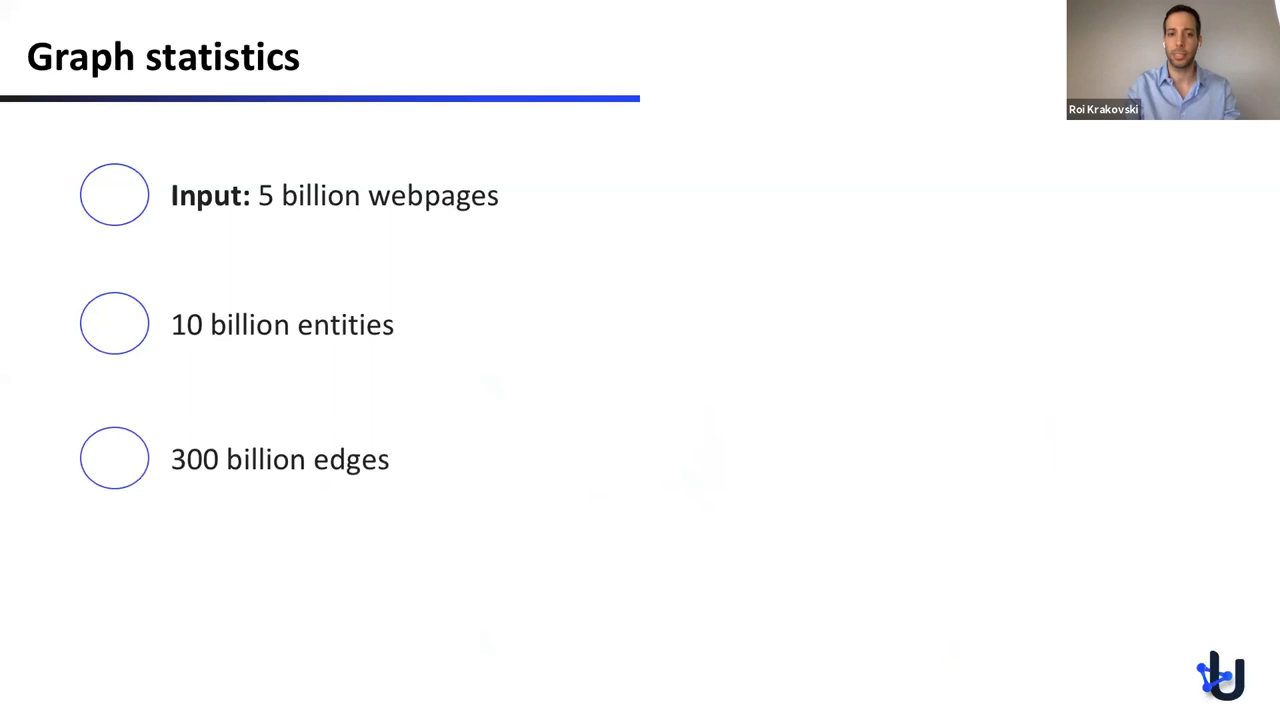 Graph statistics
Roi Krakovski
Input: 5 billion webpages
10 billion entities
300 billion edges